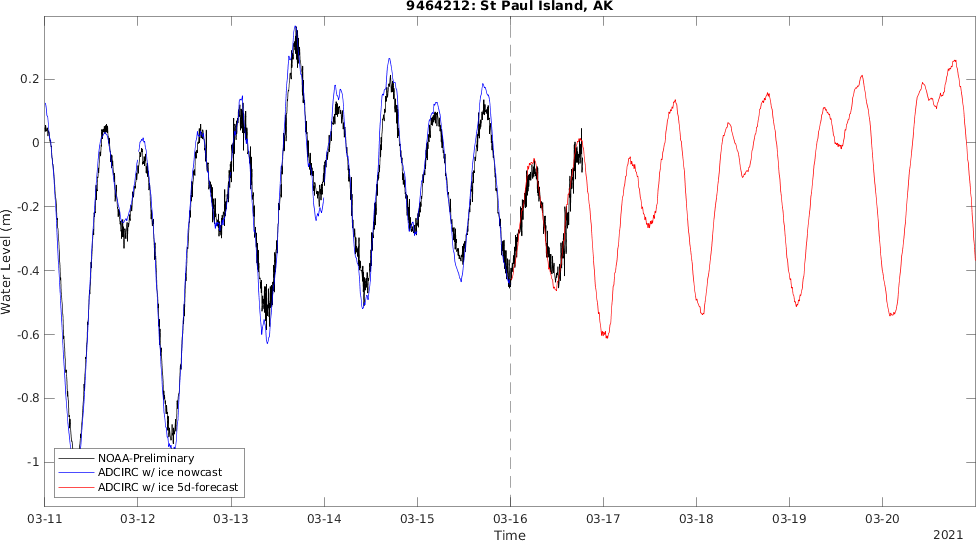 9464212: St Paul Island, AK
0.2
0
-0.2
-0.4
-0.6
-0.8
-1
Water Level (m)
NOAA-Preliminary
ADCIRC w/ ice nowcast
ADCIRC w/ ice 5d-forecast
03-11 03-12 03-13 03-14 03-15 03-16 03-17 03-18 03-19 03-20
Time
2021